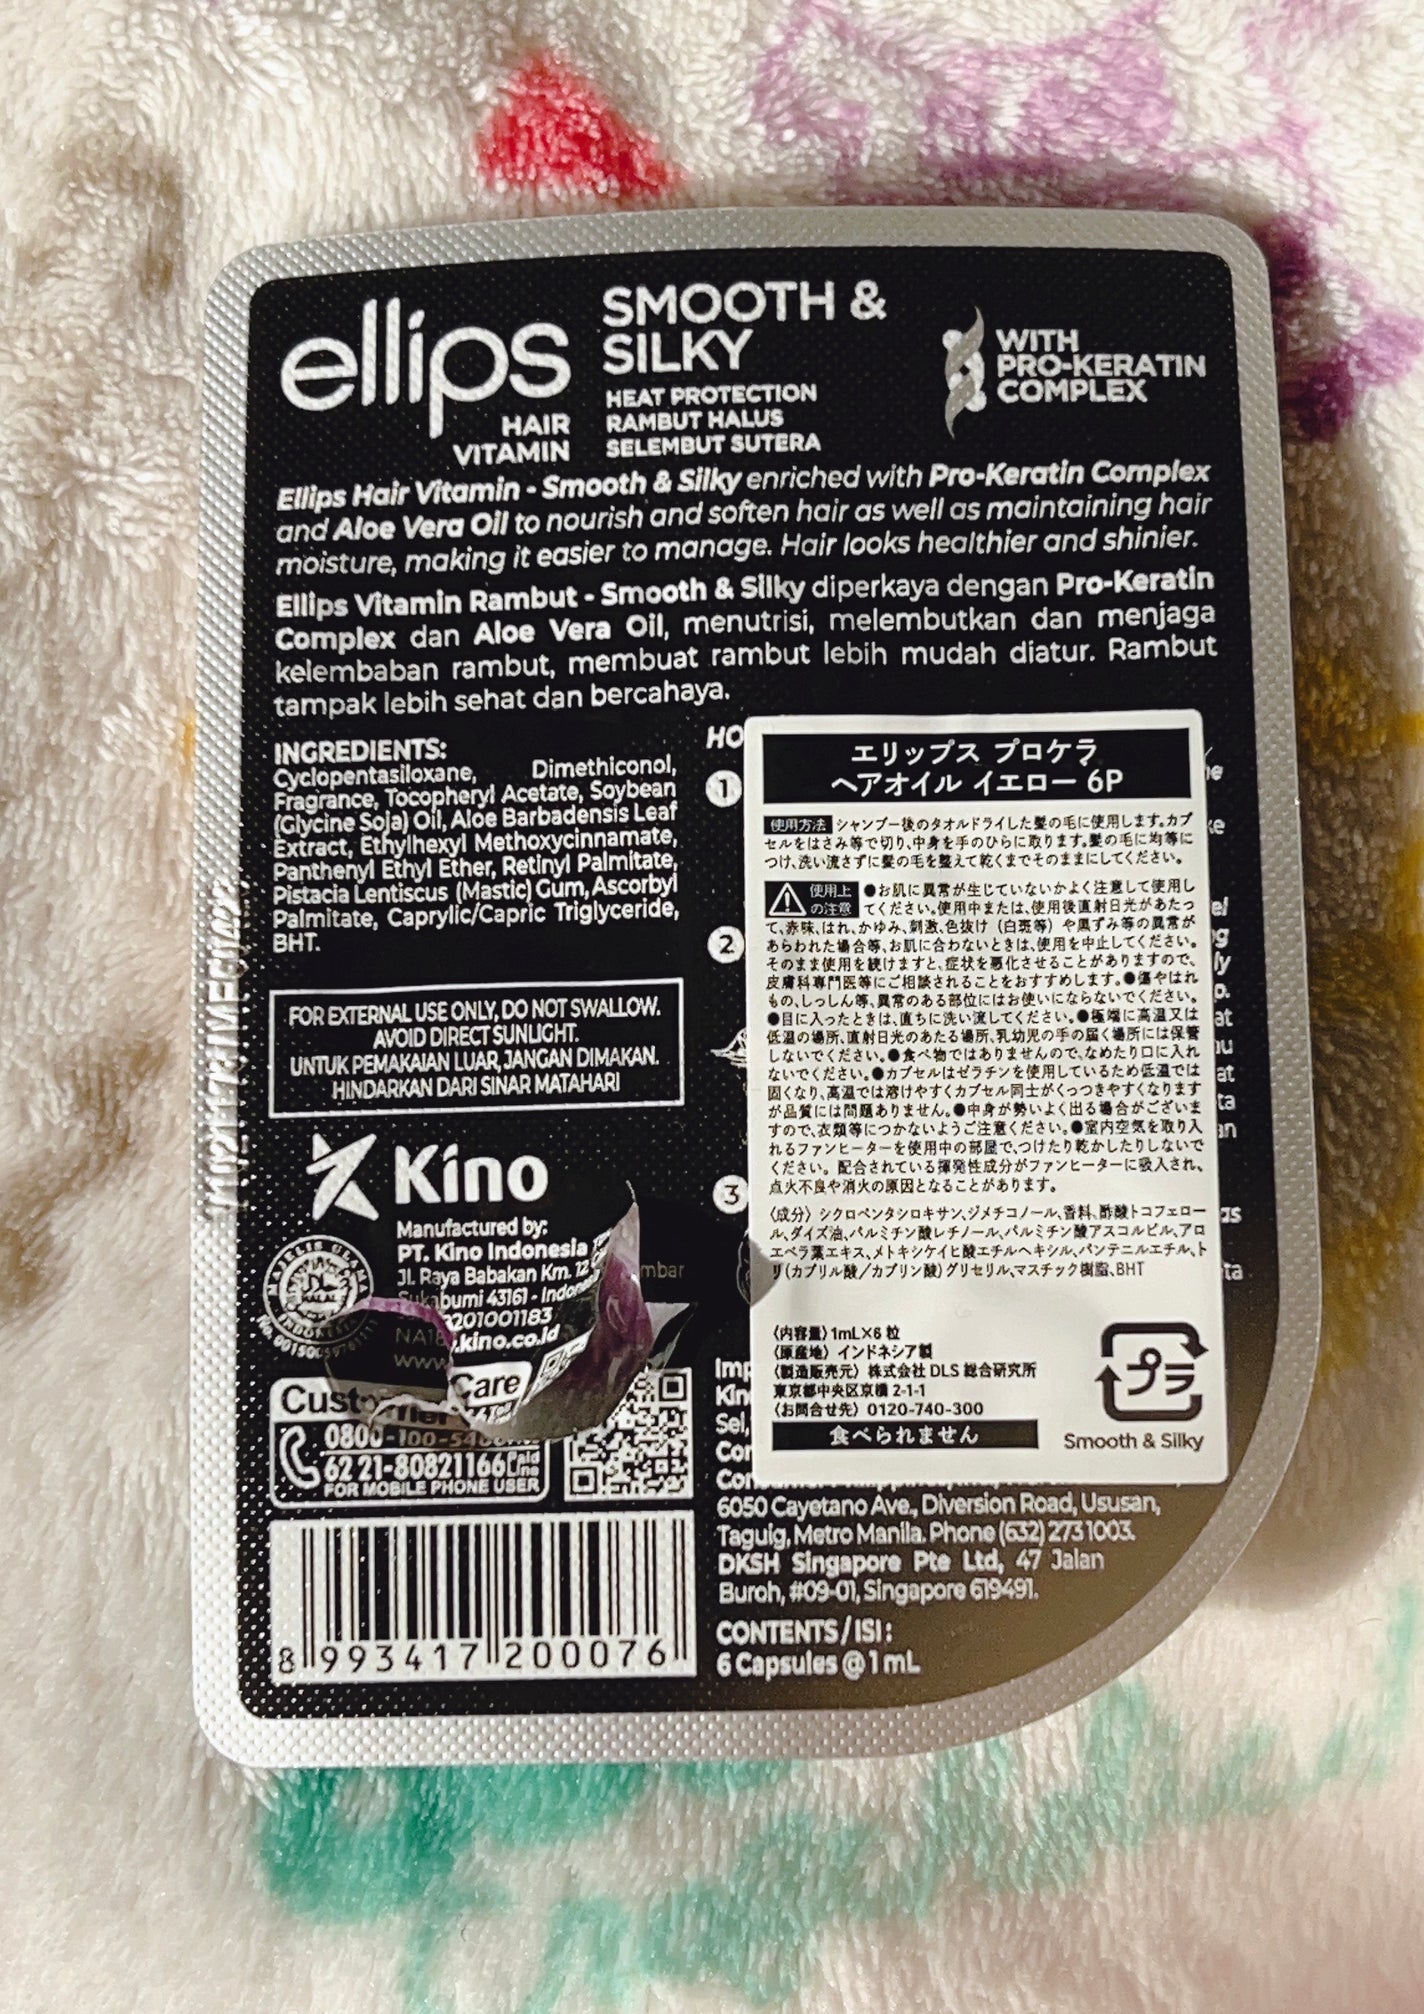 ellips
HAIR
VITAMIN
SMOOTH &
SILKY
HEAT PROTECTION
RAMBUT HALUS
SELEMBUT SUTERA
WITH
PRO-KERATIN
COMPLEX
Ellips Hair Vitamin - Smooth & Silky enriched with Pro-Keratin Complex
and Aloe Vera Oil to nourish and soften hair as well as maintaining hair
moisture, making it easier to manage. Hair looks healthier and shinier.
Ellips Vitamin Rambut - Smooth & Silky diperkaya dengan Pro-Keratin
Complex dan Aloe Vera Oil, menutrisi, melembutkan dan menjaga
kelembaban rambut, membuat rambut lebih mudah diatur. Rambut
tampak lebih sehat dan bercahaya.
INGREDIENTS:
Cyclopentasiloxane, Dimethiconol,
Fragrance, Tocopheryl Acetate, Soybean
(Glycine Soja) Oil, Aloe Barbadensis Leaf
Extract, Ethylhexyl Methoxycinnamate,
Panthenyl Ethyl Ether, Retinyl Palmitate,
Pistacia Lentiscus (Mastic) Gum, Ascorbyl
Palmitate, Caprylic/Capric Triglyceride,
BHT.
FOR EXTERNAL USE ONLY, DO NOT SWALLOW.
AVOID DIRECT SUNLIGHT.
UNTUK PEMAKAIAN LUAR, JANGAN DIMAKAN.
HINDARKAN DARI SINAR MATAHARI
Kino
Manufactured by:
PT. Kino Indonesia
Jl. Raya Babakan Km. 12
Sukabumi 43161 - Indon
NA18 201001183
www .kino.co.id
MAJELIS ULAMA
INDONESIA
HALAL
Customer Care
0800-100-54
62 21-80821166 Paid Line
FOR MOBILE PHONE USER
8 993417 200076
HO
1
2
3
エリップス プロケラ
ヘアオイル イエロー 6P
使用方法 シャンプー後のタオルドライした髪の毛に使用します。カプ
セルをはさみ等で切り、中身を手のひらに取ります。髪の毛に均等に
つけ、洗い流さずに髪の毛を整えて乾くまでそのままにしてください。
使用上の注意 ●お肌に異常が生じていないかよく注意して使用し
てください。使用中または、使用後直射日光があたっ
て、赤味、はれ、かゆみ、刺激、色抜け（白斑等）や黒ずみ等の異常が
あらわれた場合等、お肌に合わないときは、使用を中止してください。
そのまま使用を続けますと、症状を悪化させることがありますので、
皮膚科専門医等にご相談されることをおすすめします。●傷やはれ
もの、しっしん等、異常のある部位にはお使いにならないでください。
●目に入ったときは、直ちに洗い流してください。●極端に高温又は
低温の場所、直射日光のあたる場所、乳幼児の手の届く場所には保管
しないでください。●食べ物ではありませんので、なめたり口に入れ
ないでください。●カプセルはゼラチンを使用しているため低温では
固くなり、高温では溶けやすくカプセル同士がくっつきやすくなります
が品質には問題ありません。●中身が勢いよく出る場合がございま
すので、衣類等につかないようご注意ください。●室内空気を取り入
れるファンヒーターを使用中の部屋で、つけたり乾かしたりしないで
ください。配合されている揮発性成分がファンヒーターに吸入され、
点火不良や消火の原因となることがあります。
〈成分〉シクロペンタシロキサン、ジメチコノール、香料、酢酸トコフェロー
ル、ダイズ油、パルミチン酸レチノール、パルミチン酸アスコルビル、アロ
エベラ葉エキス、メトキシケイヒ酸エチルヘキシル、パンテニルエチル、ト
リ（カプリル酸／カプリン酸）グリセリル、マスチック樹脂、BHT
〈内容量〉1mL×6 粒
〈原産地〉インドネシア製
〈製造販売元〉株式会社 DLS 総合研究所
東京都中央区京橋 2-1-1
〈お問合せ先〉0120-740-300
食べられません
プラ
Smooth & Silky
Imp
Kin
Sel,
Cor
6050 Cayetano Ave., Diversion Road, Ususan,
Taguig, Metro Manila. Phone (632) 273 1003.
DKSH Singapore Pte Ltd, 47 Jalan
Buroh, #09-01, Singapore 619491.
CONTENTS / ISI :
6 Capsules @ 1 mL